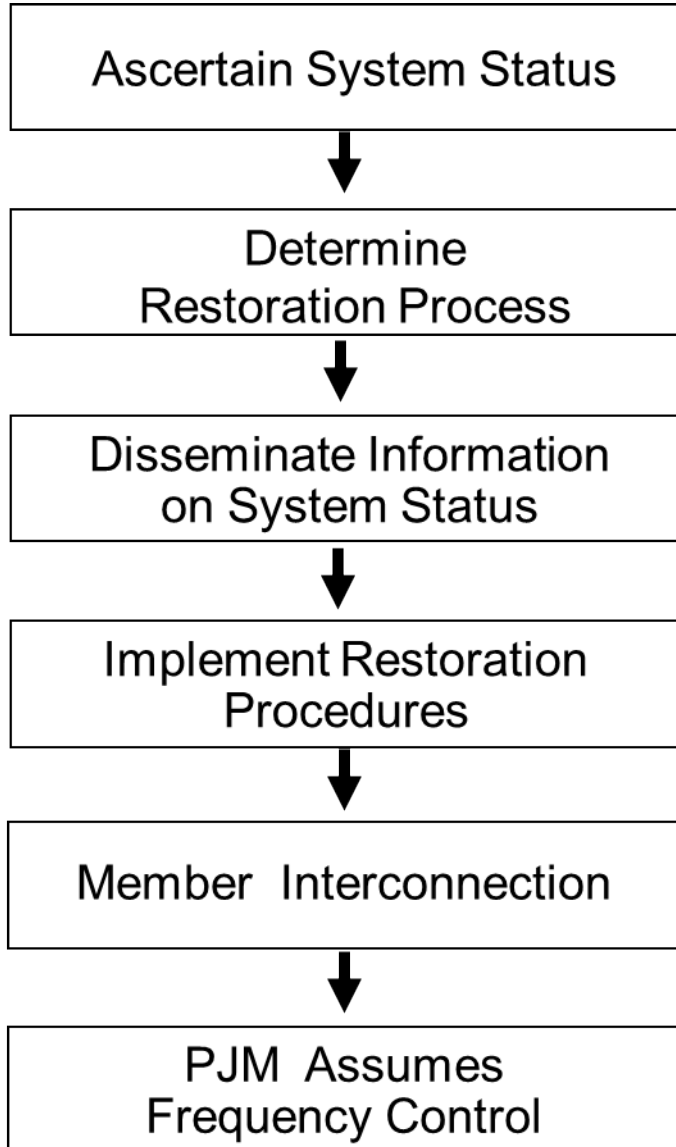 Ascertain System Status
Determine
Restoration Process
Disseminate Information
on System Status
Implement Restoration
Procedures
Member Interconnection
PJM Assumes
Frequency Control